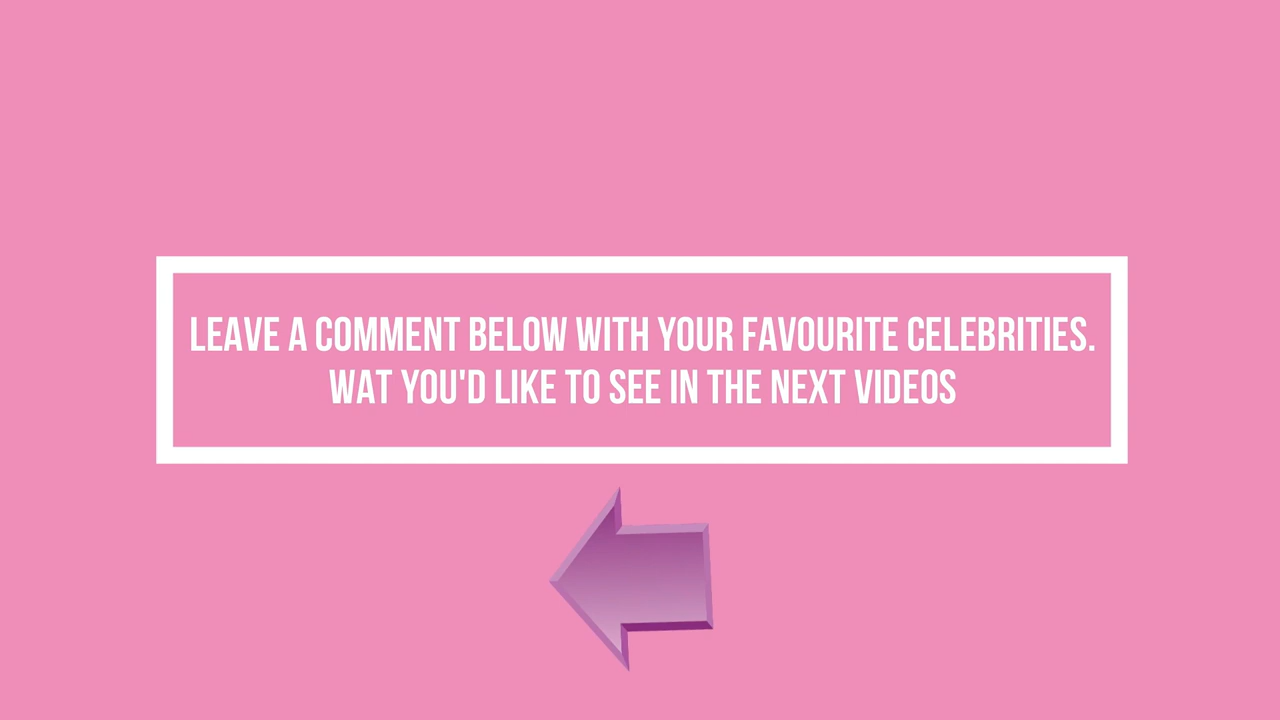 LEAVE A COMMENT BELOW WITH YOUR FAVOURITE CELEBRITIES.
WAT YOU'D LIKE TO SEE IN THE NEXT VIDEOS